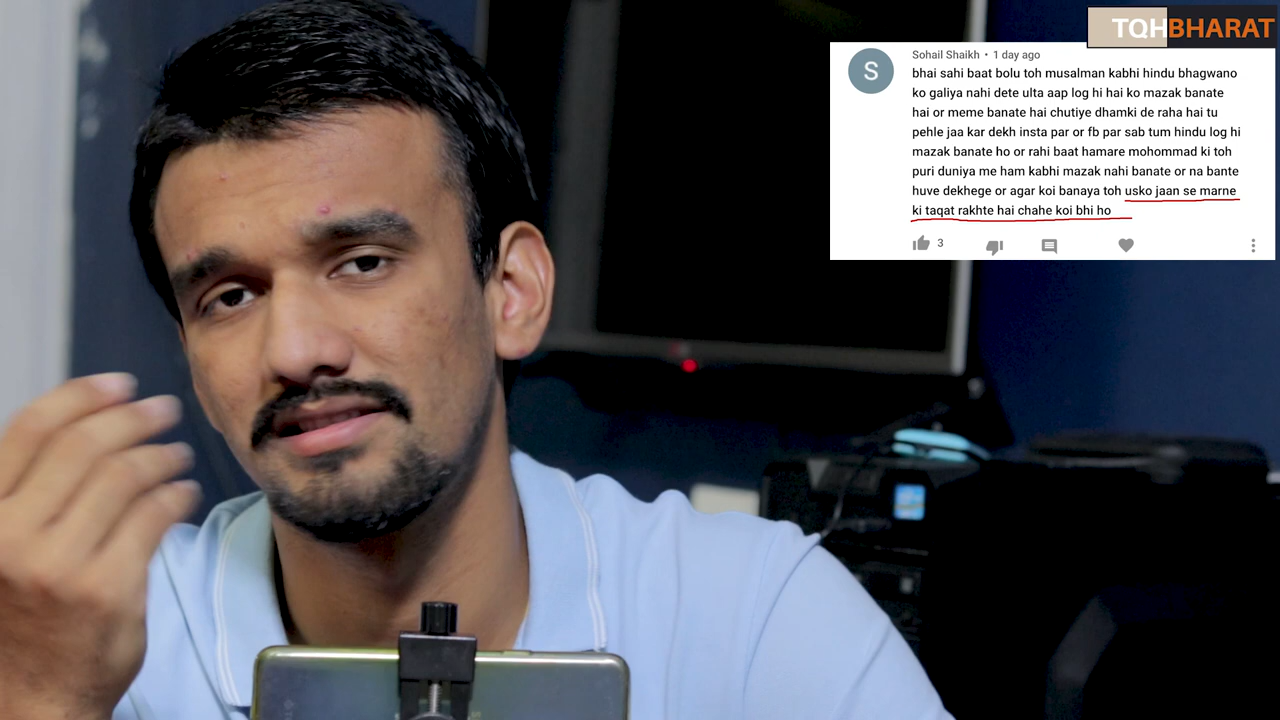 TQHBHARAT
Sohail Shaikh • 1 day ago
S
bhai sahi baat bolu toh musalman kabhi hindu bhagwano
ko galiya nahi dete ulta aap log hi hai ko mazak banate
hai or meme banate hai chutiye dhamki de raha hai tu
pehle jaa kar dekh insta par or fb par sab tum hindu log hi
mazak banate ho or rahi baat hamare mohommad ki toh
puri duniya me ham kabhi mazak nahi banate or na bante
huve dekhege or agar koi banaya toh usko jaan se marne
ki taqat rakhte hai chahe koi bhi ho
3